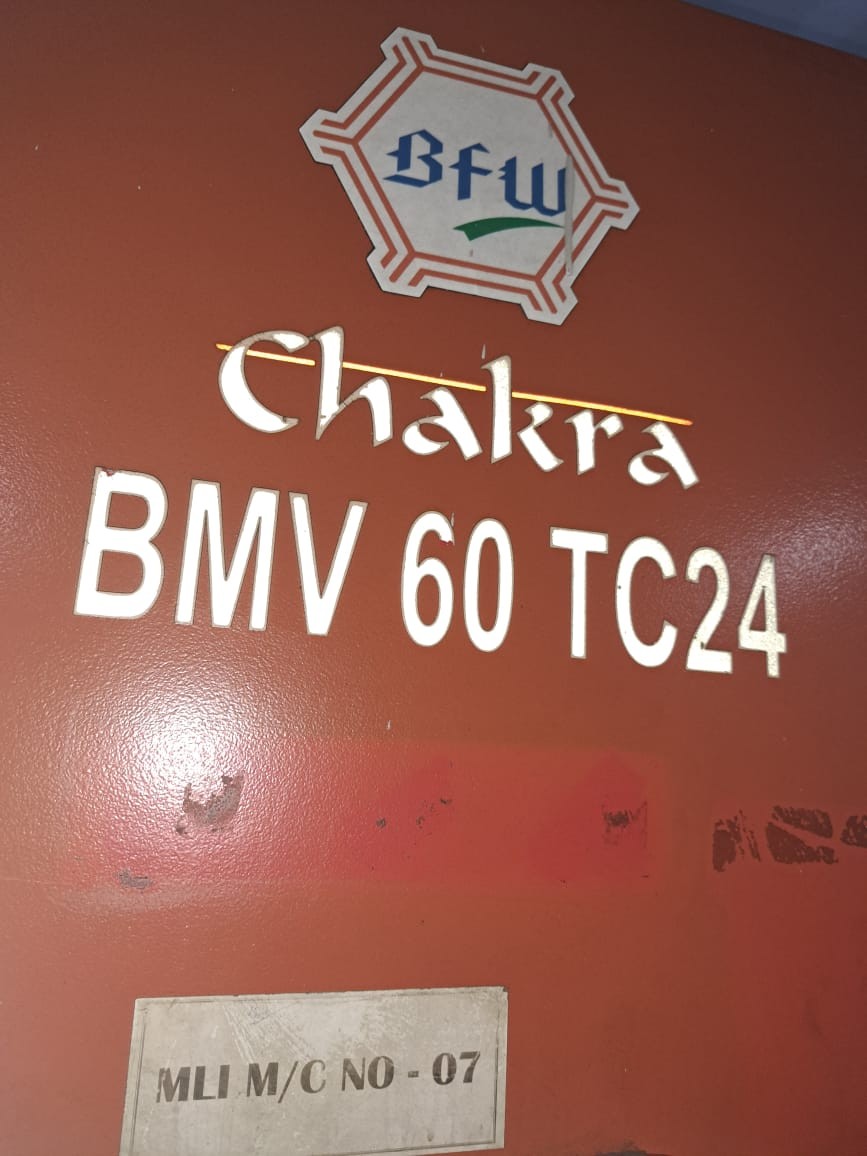 BFW
Chakra
BMV 60 TC24
MLI M/C NO - 07